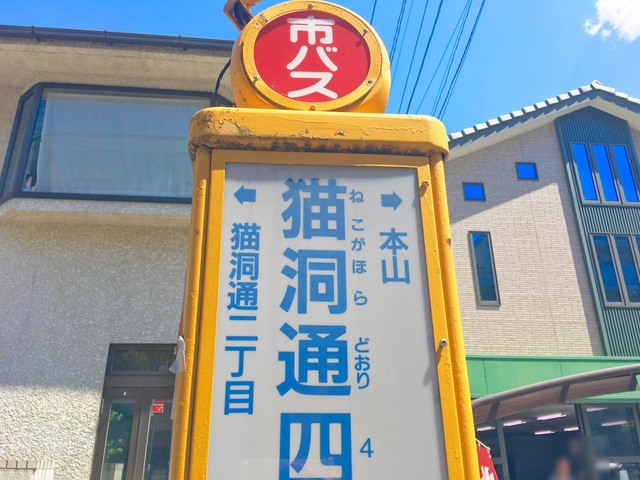 市バス
→
本山
猫洞通四
ねこがほらどおり4
←
猫洞通二丁目